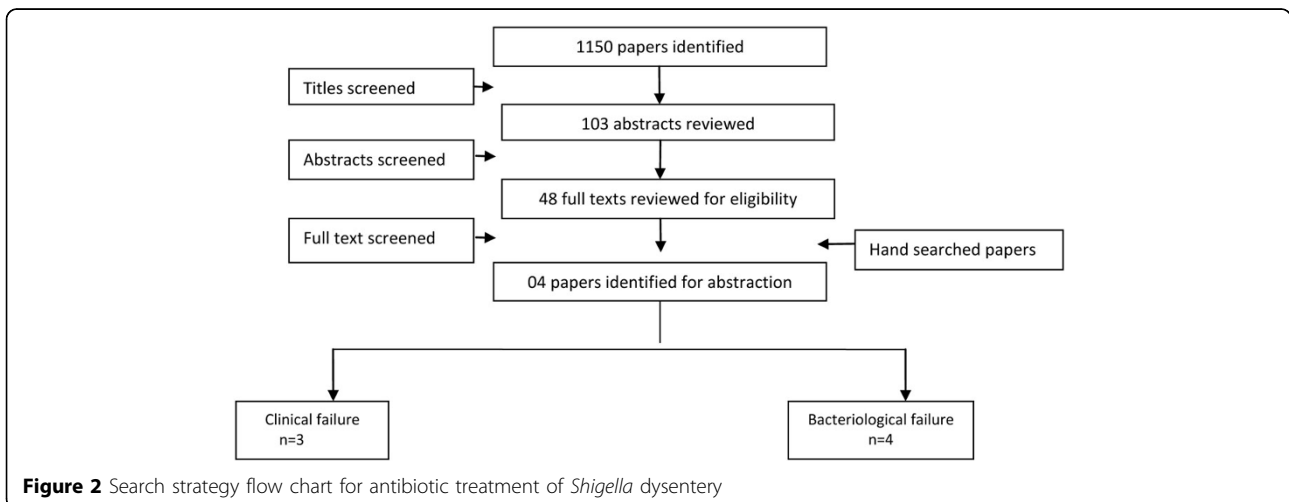 1150 papers identified
Titles screened
103 abstracts reviewed
Abstracts screened
48 full texts reviewed for eligibility
Full text screened
Hand searched papers
04 papers identified for abstraction
Clinical failure
n=3
Bacteriological failure
n=4
Figure 2 Search strategy flow chart for antibiotic treatment of Shigella dysentery